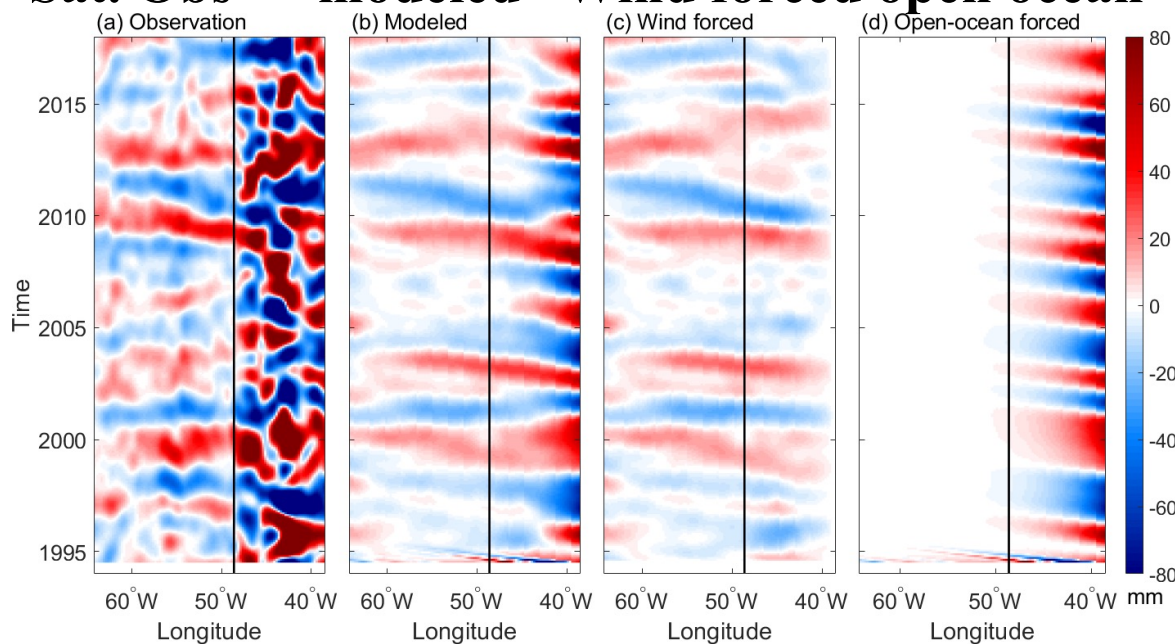 (a) Observation (b) Modeled (c) Wind forced (d) Open-ocean forced
80
60
40
20
0
-20
-40
-60
-80
mm
2015
2010
2005
2000
1995
Time
60°W 50°W 40°W 60°W 50°W 40°W 60°W 50°W 40°W 60°W 50°W 40°W
Longitude Longitude Longitude Longitude